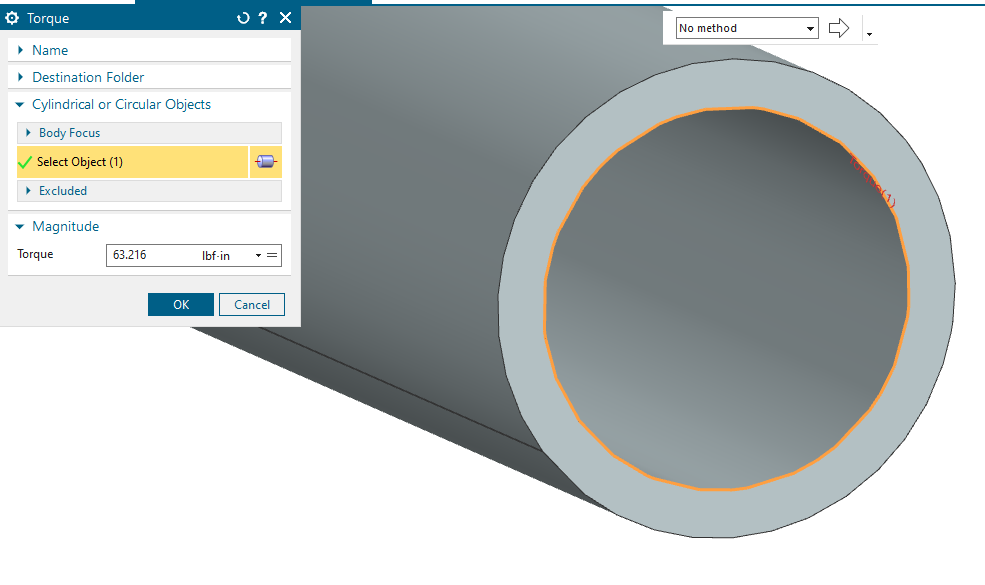 Torque
No method
Name
Destination Folder
Cylindrical or Circular Objects
Body Focus
Select Object (1)
Excluded
Magnitude
Torque 63.216 lbf·in
OK Cancel